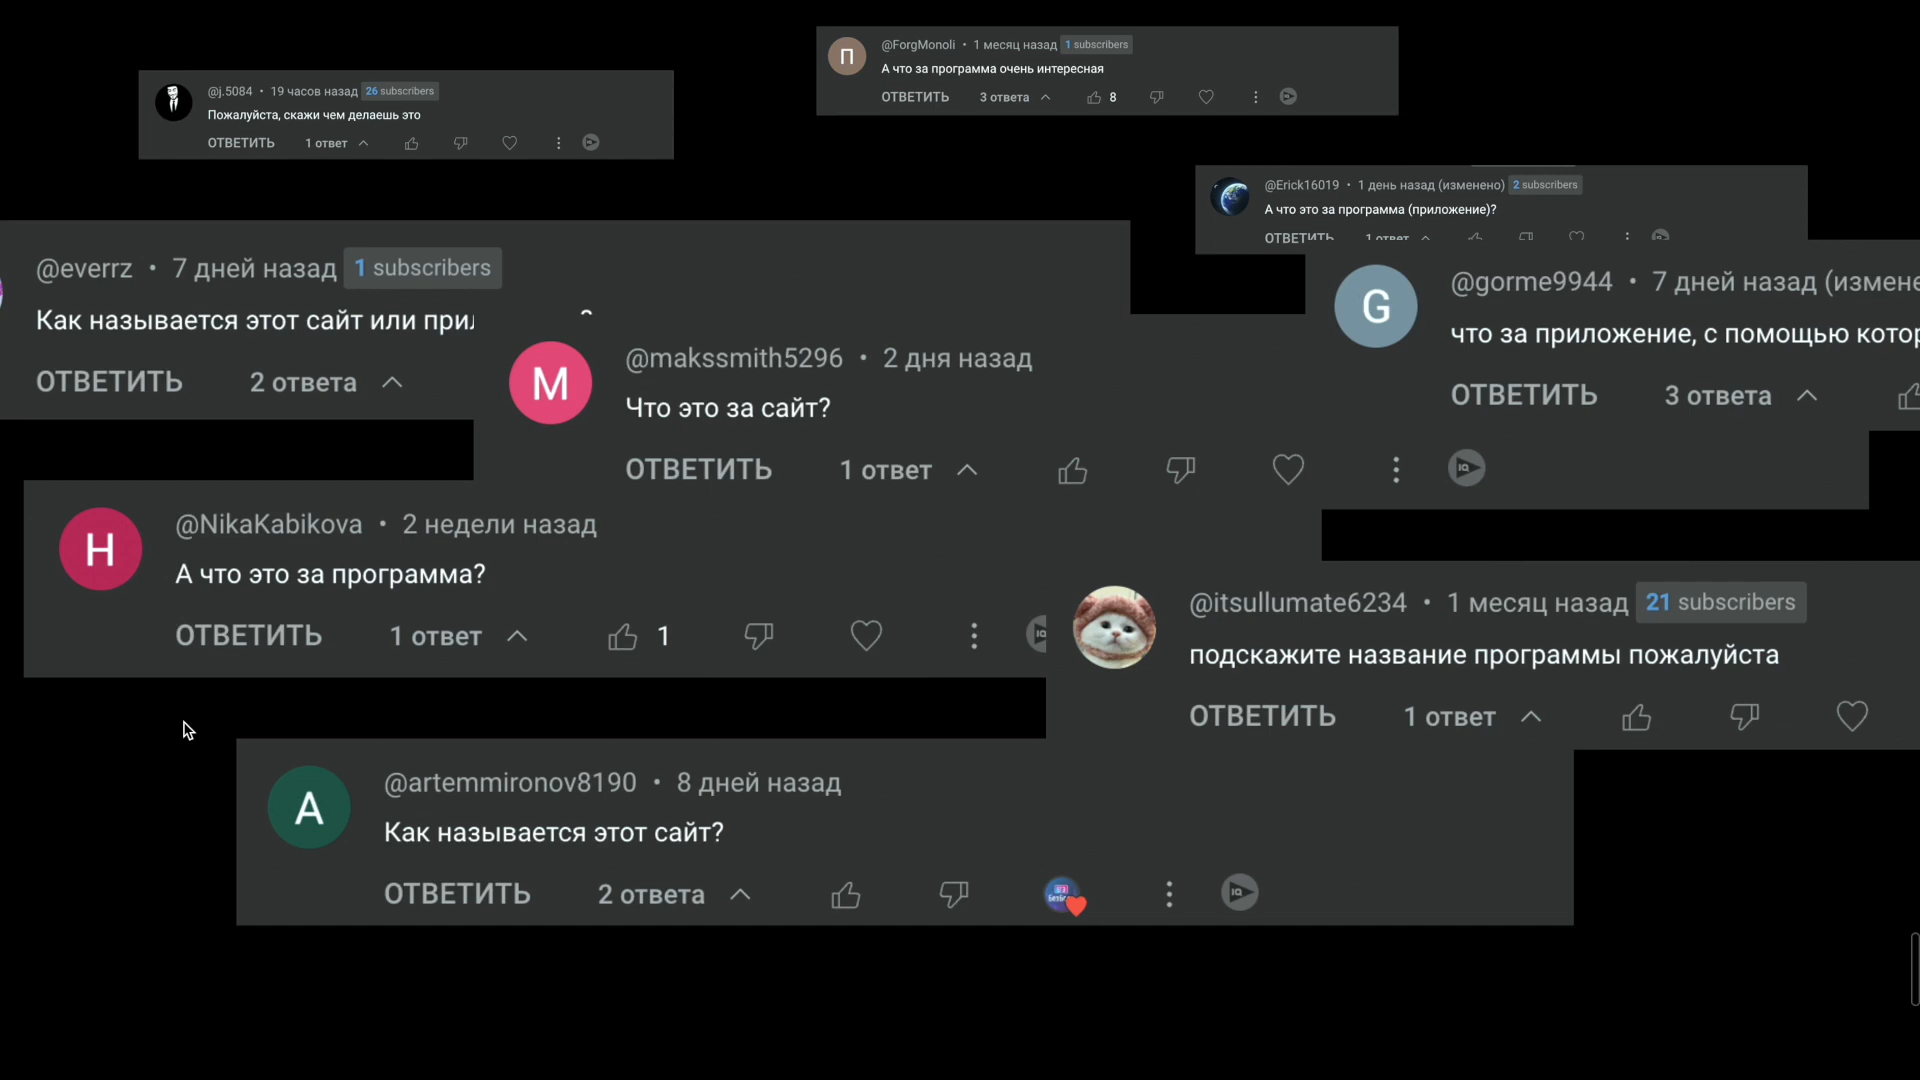 @ForgMonoli • 1 месяц назад 1 subscribers
А что за программа очень интересная
ОТВЕТИТЬ 3 ответа 8
@j.5084 • 19 часов назад 26 subscribers
Пожалуйста, скажи чем делаешь это
ОТВЕТИТЬ 1 ответ
@Erick16019 • 1 день назад (изменено) 2 subscribers
А что это за программа (приложение)?
ОТВЕТИТЬ 1 ответ
@everrz • 7 дней назад 1 subscribers
Как называется этот сайт или
ОТВЕТИТЬ 2 ответа
@gorme9944 • 7 дней назад
что за приложение, с помощью
ОТВЕТИТЬ 3 ответа
@makssmith5296 • 2 дня назад
Что это за сайт?
ОТВЕТИТЬ 1 ответ
@NikaKabikova • 2 недели назад
А что это за программа?
ОТВЕТИТЬ 1 ответ 1
@itsullumate6234 • 1 месяц назад 21 subscribers
подскажите название программы пожалуйста
ОТВЕТИТЬ 1 ответ
@artemmironov8190 • 8 дней назад
Как называется этот сайт?
ОТВЕТИТЬ 2 ответа